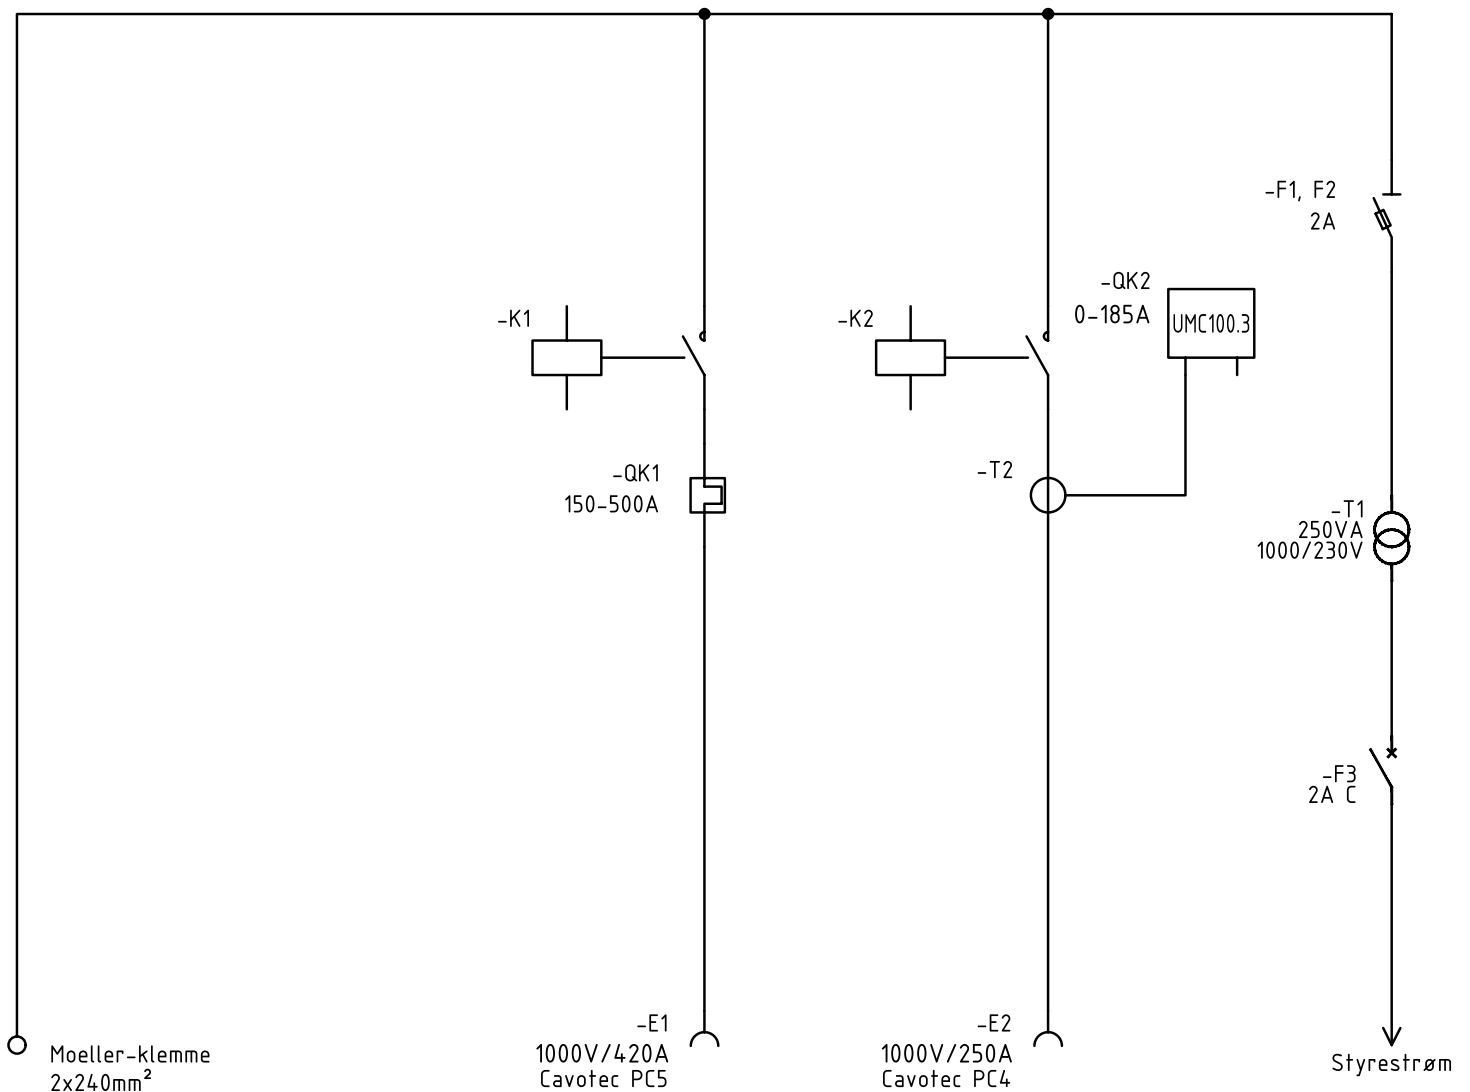 -F1, F2
2A
-QK2
0-185A
UMC100.3
-K1
-K2
-QK1
150-500A
-T2
-T1
250VA
1000/230V
-F3
2A C
-E1
1000V/420A
Cavotec PC5
-E2
1000V/250A
Cavotec PC4
Moeller-klemme
2x240mm²
Styrestrøm